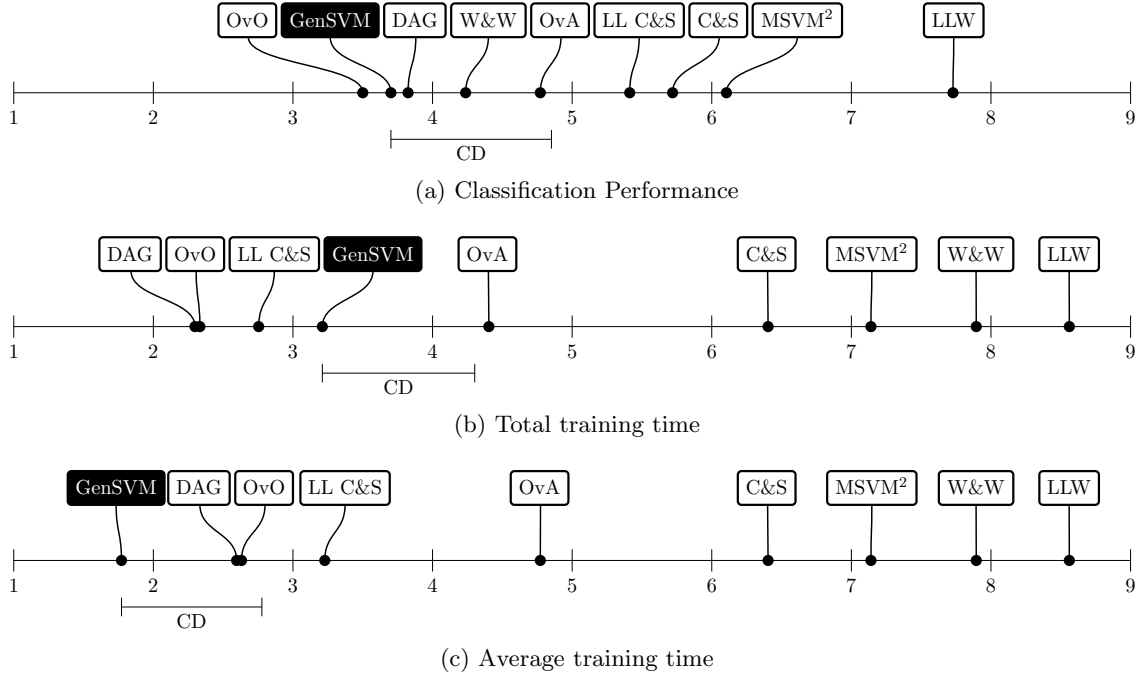 OvO GenSVM DAG W&W OvA LL C&S C&S MSVM² LLW
1 2 3 4 5 6 7 8 9
CD
(a) Classification Performance
DAG OvO LL C&S GenSVM OvA C&S MSVM² W&W LLW
1 2 3 4 5 6 7 8 9
CD
(b) Total training time
GenSVM DAG OvO LL C&S OvA C&S MSVM² W&W LLW
1 2 3 4 5 6 7 8 9
CD
(c) Average training time